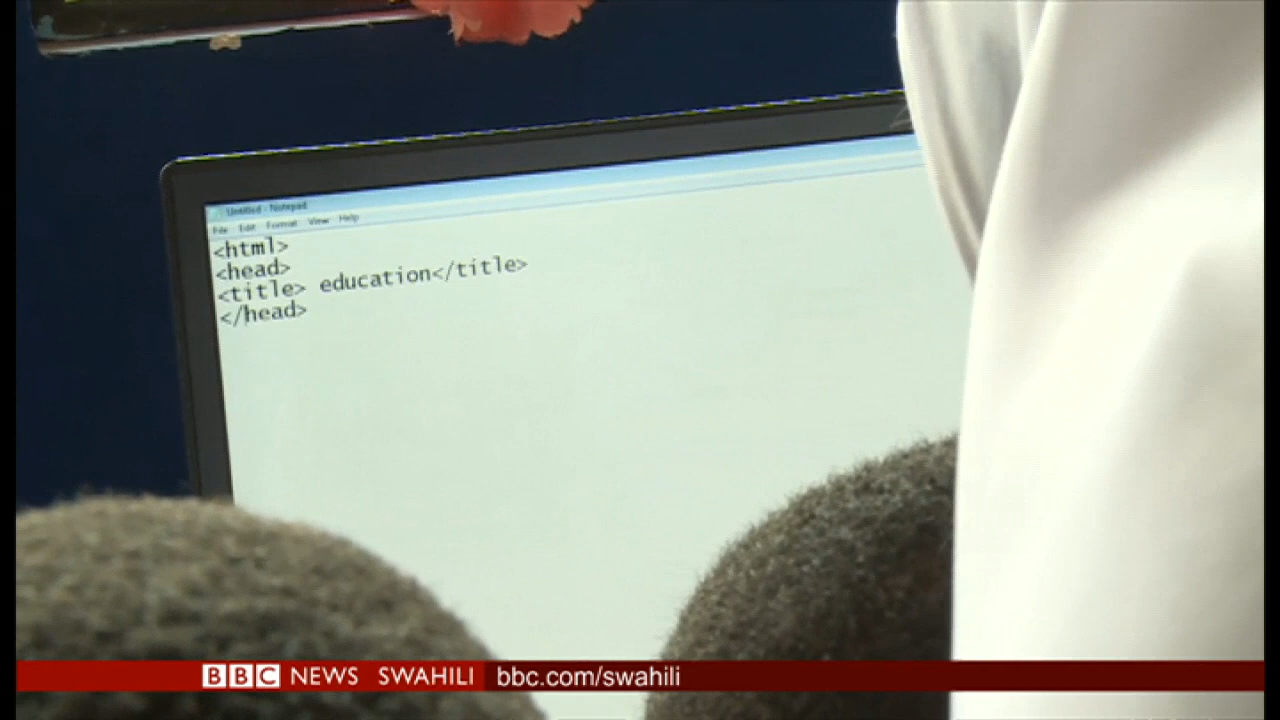 Untitled - Notepad
File Edit Format View Help
<html>
<head>
<title> education</title>
</head>
BBC NEWS SWAHILI bbc.com/swahili